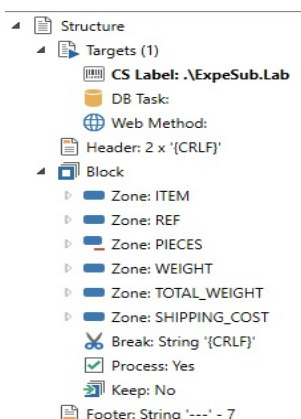 Structure
Targets (1)
CS Label: .\ExpeSub.Lab
DB Task:
Web Method:
Header: 2 x '{CRLF}'
Block
Zone: ITEM
Zone: REF
Zone: PIECES
Zone: WEIGHT
Zone: TOTAL_WEIGHT
Zone: SHIPPING_COST
Break: String '{CRLF}'
Process: Yes
Keep: No
Footer: String '---' - 7